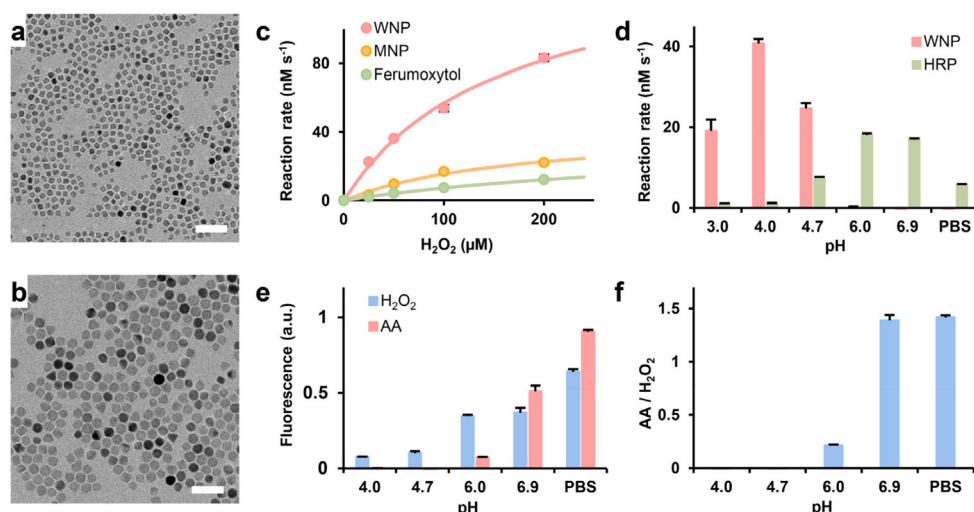 a
b
c
WNP
MNP
Ferumoxytol
Reaction rate (nM s⁻¹)
80
40
0
0
100
200
H₂O₂ (µM)
d
WNP
HRP
Reaction rate (nM s⁻¹)
40
20
0
3.0 4.0 4.7 6.0 6.9 PBS
pH
e
H₂O₂
AA
Fluorescence (a.u.)
1
0.5
0
4.0 4.7 6.0 6.9 PBS
pH
f
AA / H₂O₂
1.5
1
0.5
0
4.0 4.7 6.0 6.9 PBS
pH